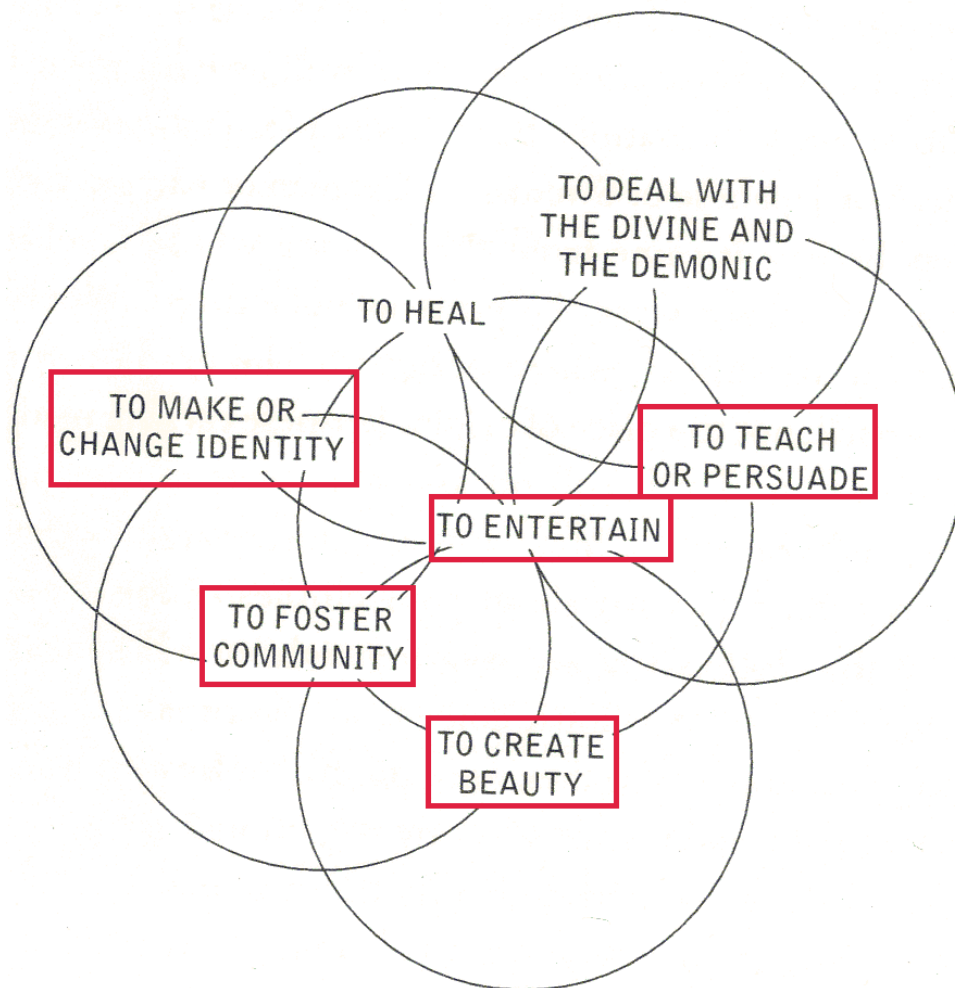 TO DEAL WITH
THE DIVINE AND
THE DEMONIC
TO HEAL
TO MAKE OR
CHANGE IDENTITY
TO TEACH
OR PERSUADE
TO ENTERTAIN
TO FOSTER
COMMUNITY
TO CREATE
BEAUTY